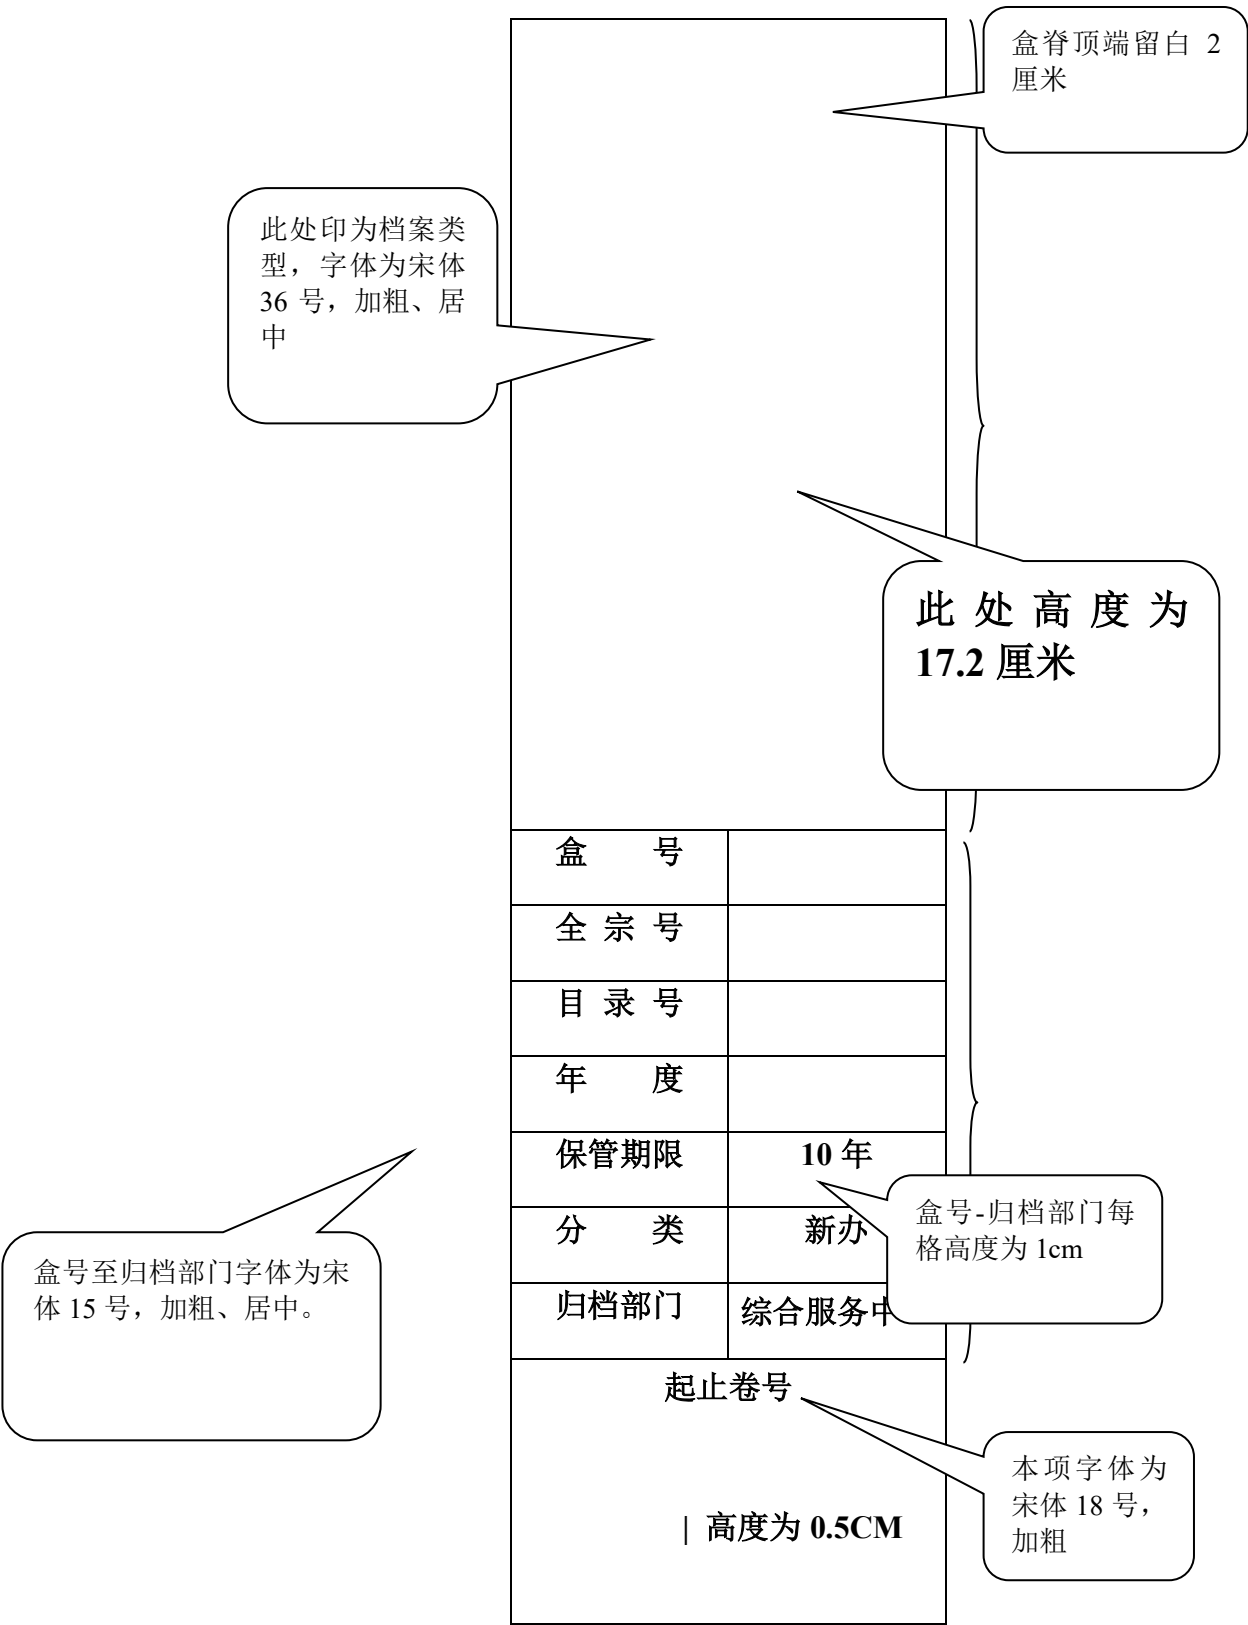 盒脊顶端留白 2
厘米
此处印为档案类
型，字体为宋体
36 号，加粗、居
中
此处高度为
17.2 厘米
盒 号
全 宗 号
目 录 号
年 度
保管期限 10 年
分 类 新办
盒号-归档部门每
格高度为 1cm
盒号至归档部门字体为宋
体 15 号，加粗、居中。
归档部门 综合服务中
起止卷号
本项字体为
宋体 18 号，
加粗
| 高度为 0.5CM